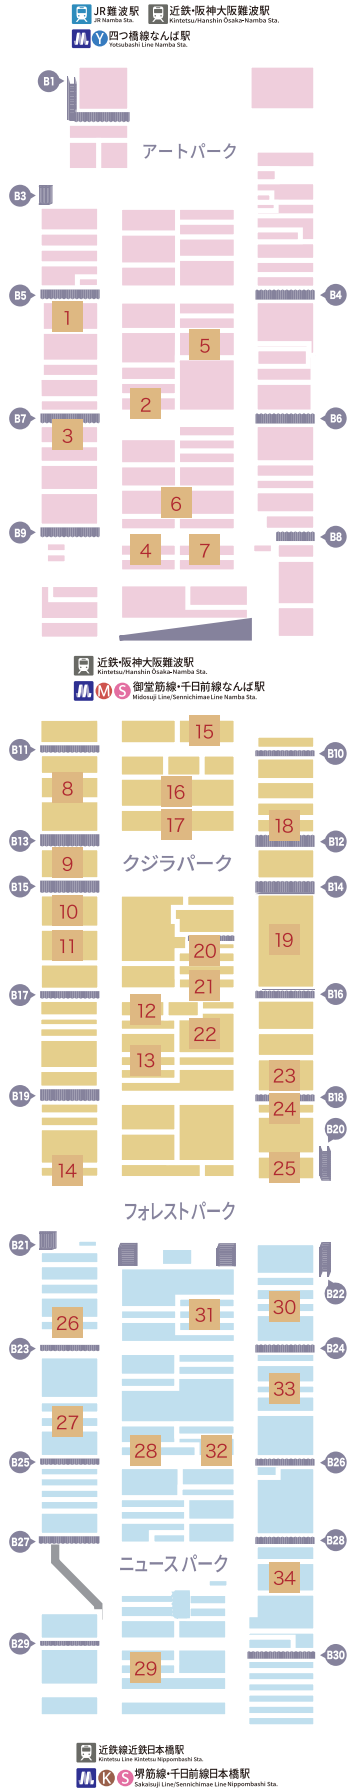 JR難波駅
JR Namba Sta.
近鉄・阪神大阪難波駅
Kintetsu/Hanshin Ōsaka-Namba Sta.
Y
四つ橋線なんば駅
Yotsubashi Line Namba Sta.
B1
アートパーク
B3
B5
B4
1
5
2
B7
B6
3
6
B9
B8
4
7
近鉄・阪神大阪難波駅
Kintetsu/Hanshin Ōsaka-Namba Sta.
M
S
御堂筋線・千日前線なんば駅
Midosuji Line/Sennichimae Line Namba Sta.
15
B11
B10
8
16
17
18
B13
B12
クジラパーク
9
B15
B14
10
11
19
20
21
B17
B16
12
22
13
23
B19
B18
24
B20
14
25
フォレストパーク
B21
B22
26
31
30
B23
B24
33
27
28
32
B25
B26
B27
B28
ニュースパーク
34
B29
B30
29
近鉄線近鉄日本橋駅
Kintetsu Line Kintetsu Nippombashi Sta.
K
S
堺筋線・千日前線日本橋駅
Sakaisuji Line/Sennichimae Line Nippombashi Sta.